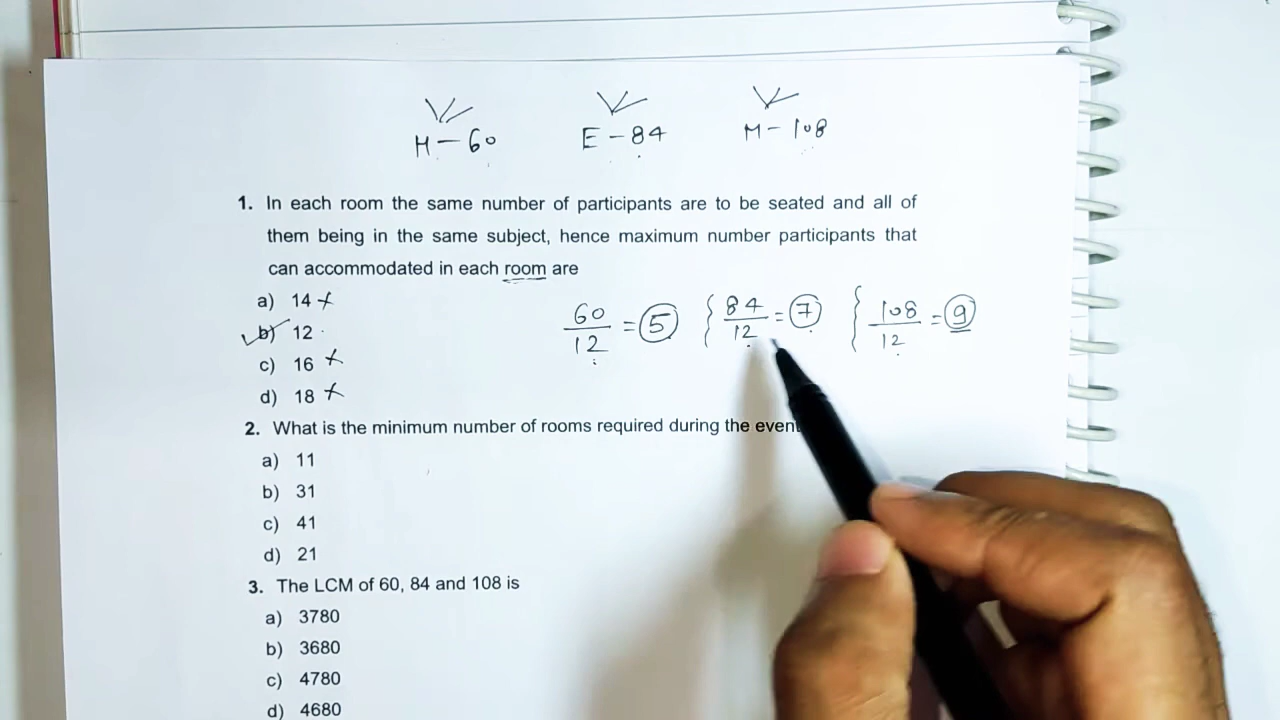 H - 60 E - 84 M - 108
1. In each room the same number of participants are to be seated and all of
them being in the same subject, hence maximum number participants that
can accommodated in each room are
a) 14 ×
b) 12
c) 16 ×
d) 18 ×
60/12 = 5 { 84/12 = 7 { 108/12 = 9
2. What is the minimum number of rooms required during the event
a) 11
b) 31
c) 41
d) 21
3. The LCM of 60, 84 and 108 is
a) 3780
b) 3680
c) 4780
d) 4680